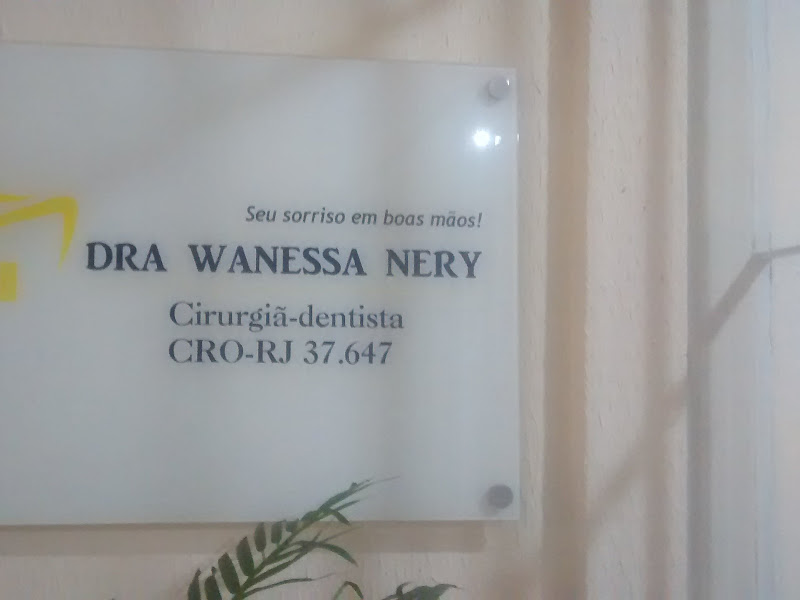 Seu sorriso em boas mãos!
DRA WANESSA NERY
Cirurgiã-dentista
CRO-RJ 37.647